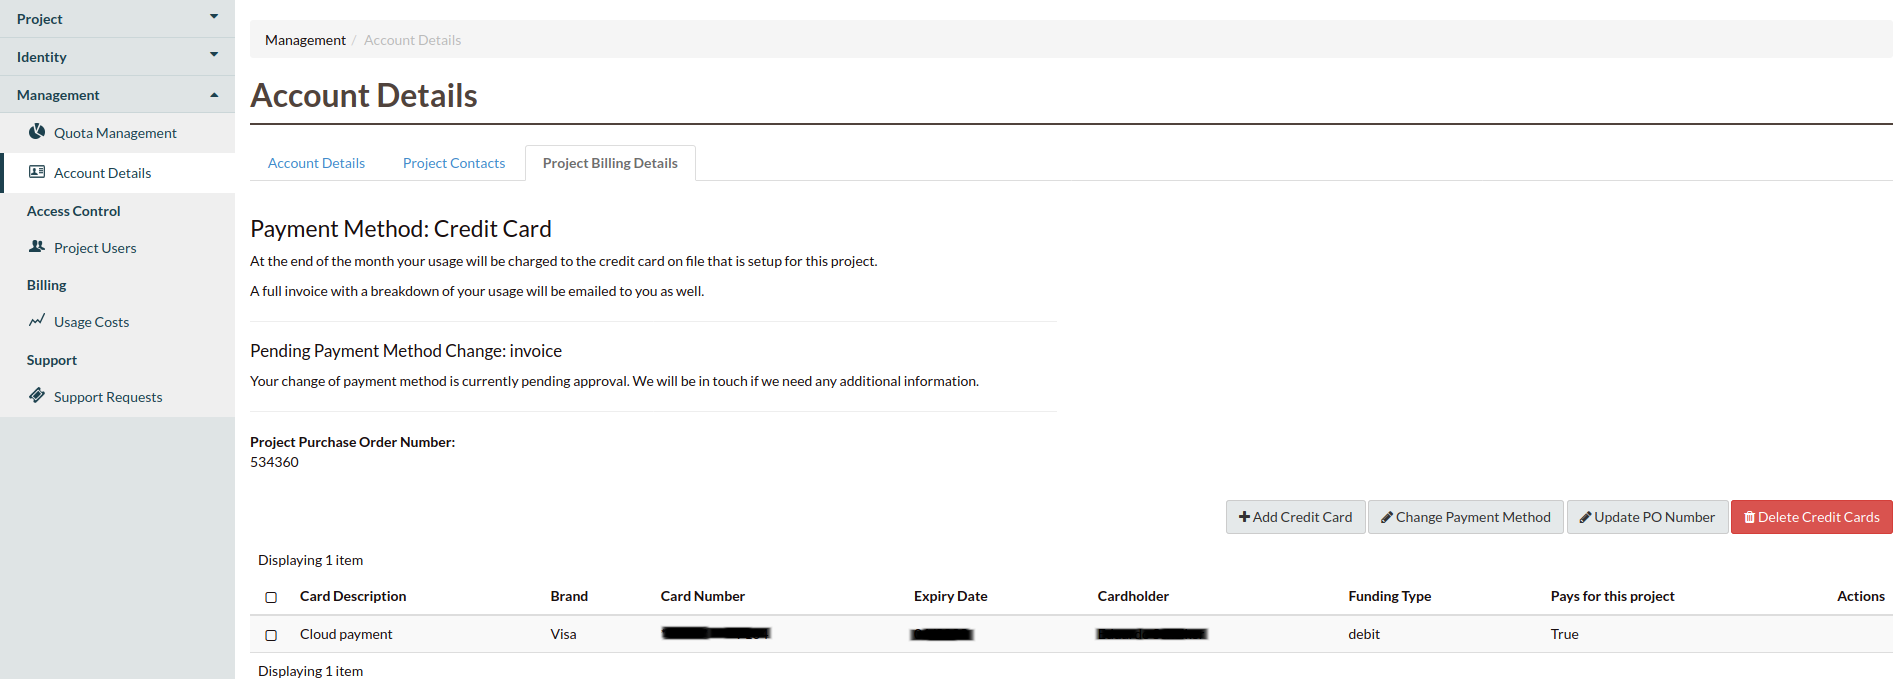 Project
Identity
Management
Quota Management
Account Details
Access Control
Project Users
Billing
Usage Costs
Support
Support Requests
Management / Account Details
Account Details
Account Details Project Contacts Project Billing Details
Payment Method: Credit Card
At the end of the month your usage will be charged to the credit card on file that is setup for this project.
A full invoice with a breakdown of your usage will be emailed to you as well.
Pending Payment Method Change: invoice
Your change of payment method is currently pending approval. We will be in touch if we need any additional information.
Project Purchase Order Number:
534360
Add Credit Card Change Payment Method Update PO Number Delete Credit Cards
Displaying 1 item
Card Description Brand Card Number Expiry Date Cardholder Funding Type Pays for this project Actions
Cloud payment Visa debit True
Displaying 1 item